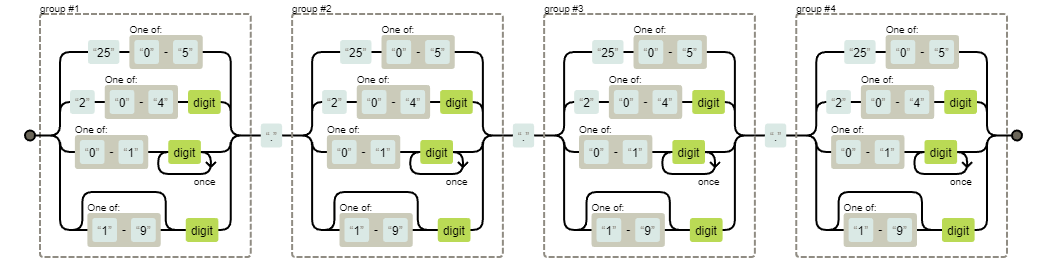 group #1 group #2 group #3 group #4
One of: One of: One of: One of:
“25” “0” - “5” “25” “0” - “5” “25” “0” - “5” “25” “0” - “5”
One of: One of: One of: One of:
“2” “0” - “4” digit “2” “0” - “4” digit “2” “0” - “4” digit “2” “0” - “4” digit
One of: One of: One of: One of:
“.” “.” “.”
“0” - “1” digit “0” - “1” digit “0” - “1” digit “0” - “1” digit
once once once once
One of: One of: One of: One of:
“1” - “9” digit “1” - “9” digit “1” - “9” digit “1” - “9” digit